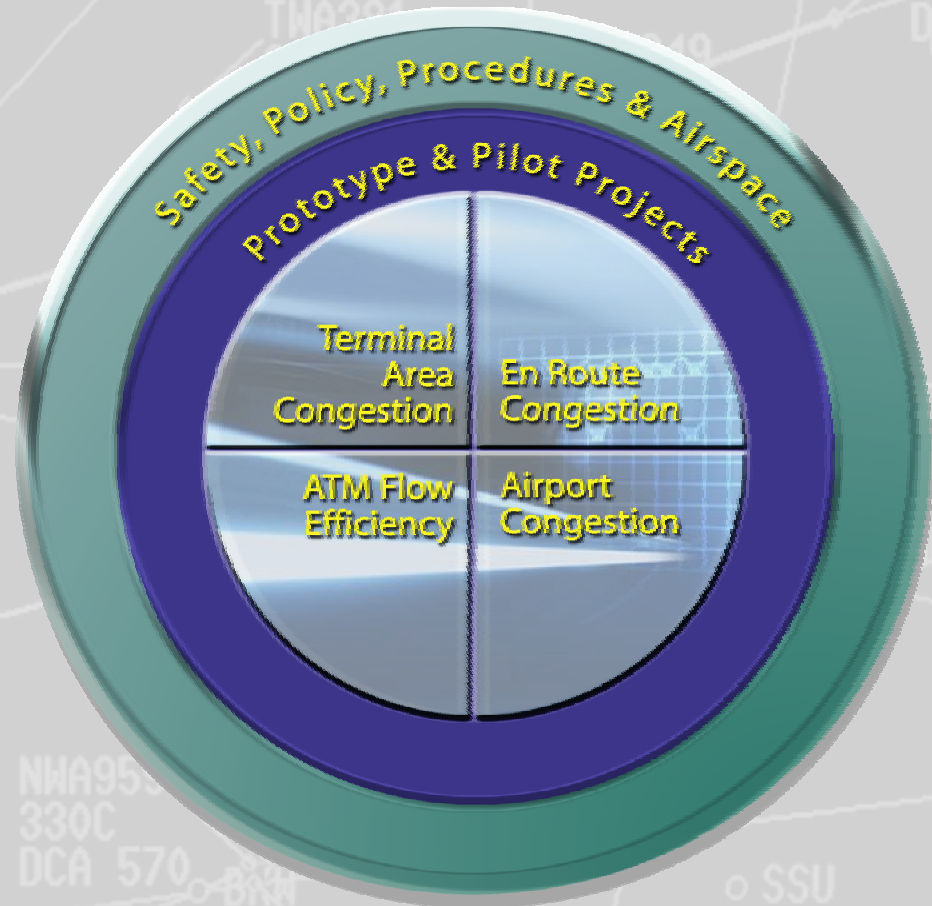 Safety, Policy, Procedures & Airspace
Prototype & Pilot Projects
Terminal
Area
Congestion
En Route
Congestion
ATM Flow
Efficiency
Airport
Congestion
NWA959
330C
DCA 570
SSU